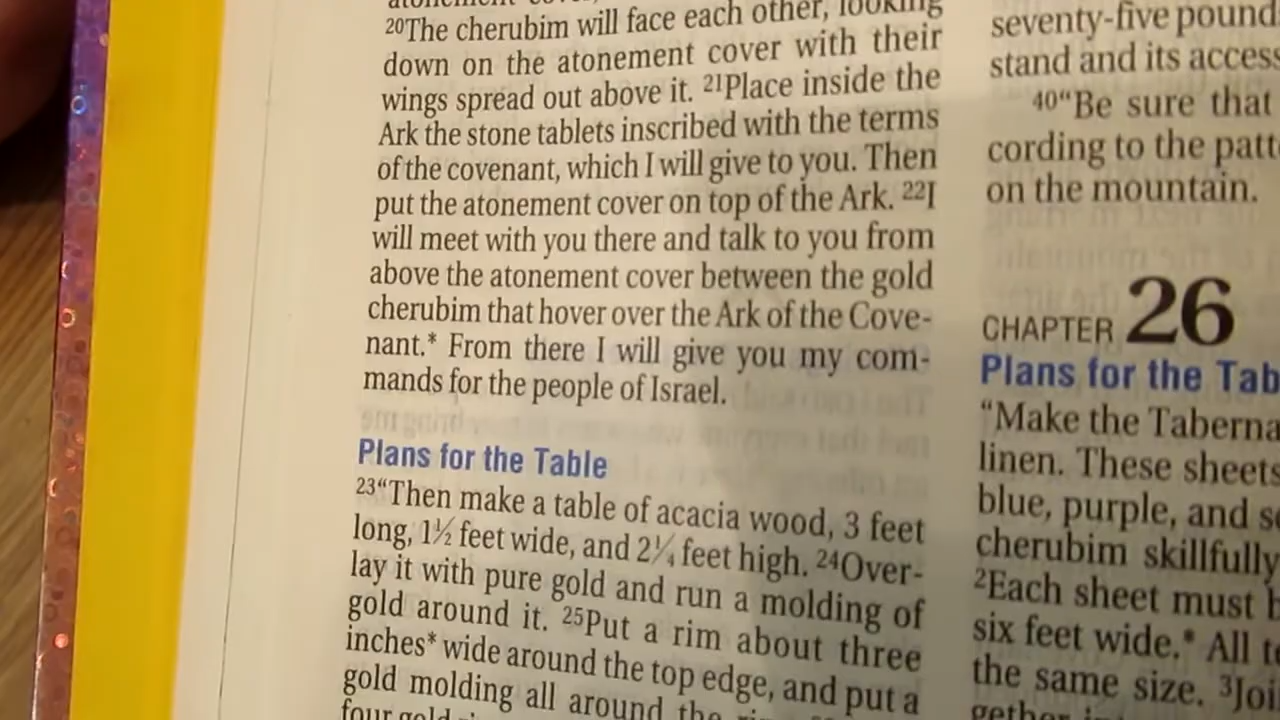 atonement cover,
²⁰The cherubim will face each other, looking
down on the atonement cover with their
wings spread out above it. ²¹Place inside the
Ark the stone tablets inscribed with the terms
of the covenant, which I will give to you. Then
put the atonement cover on top of the Ark. ²²I
will meet with you there and talk to you from
above the atonement cover between the gold
cherubim that hover over the Ark of the Cove-
nant.* From there I will give you my com-
mands for the people of Israel.
Plans for the Table
²³“Then make a table of acacia wood, 3 feet
long, 1½ feet wide, and 2¼ feet high. ²⁴Over-
lay it with pure gold and run a molding of
gold around it. ²⁵Put a rim about three
inches* wide around the top edge, and put a
gold molding all around the
four gold
seventy-five pound
stand and its access
⁴⁰“Be sure that
cording to the patt
on the mountain.
CHAPTER 26
Plans for the Tab
“Make the Taberna
linen. These sheets
blue, purple, and s
cherubim skillfully
²Each sheet must
six feet wide.* All
the same size. ³Joi
gether